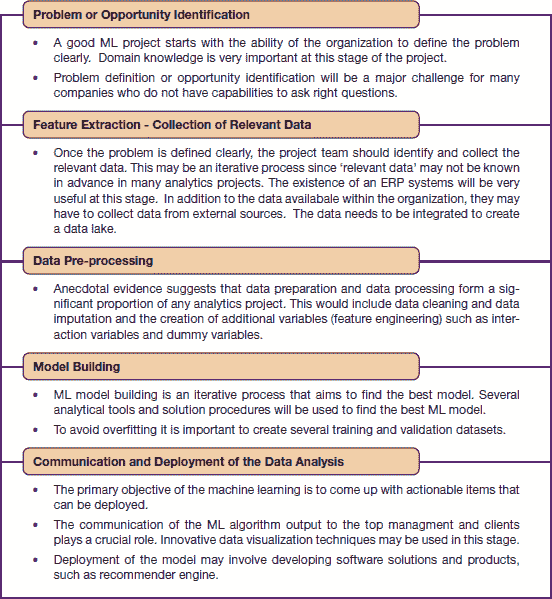 Problem or Opportunity Identification
• A good ML project starts with the ability of the organization to define the problem
clearly. Domain knowledge is very important at this stage of the project.
• Problem definition or opportunity identification will be a major challenge for many
companies who do not have capabilities to ask right questions.
Feature Extraction - Collection of Relevant Data
• Once the problem is defined clearly, the project team should identify and collect the
relevant data. This may be an iterative process since ‘relevant data’ may not be known
in advance in many analytics projects. The existence of an ERP systems will be very
useful at this stage. In addition to the data availabale within the organization, they may
have to collect data from external sources. The data needs to be integrated to create
a data lake.
Data Pre-processing
• Anecdotal evidence suggests that data preparation and data processing form a sig-
nificant proportion of any analytics project. This would include data cleaning and data
imputation and the creation of additional variables (feature engineering) such as inter-
action variables and dummy variables.
Model Building
• ML model building is an iterative process that aims to find the best model. Several
analytical tools and solution procedures will be used to find the best ML model.
• To avoid overfitting it is important to create several training and validation datasets.
Communication and Deployment of the Data Analysis
• The primary objective of the machine learning is to come up with actionable items that
can be deployed.
• The communication of the ML algorithm output to the top managment and clients
plays a crucial role. Innovative data visualization techniques may be used in this stage.
• Deployment of the model may involve developing software solutions and products,
such as recommender engine.